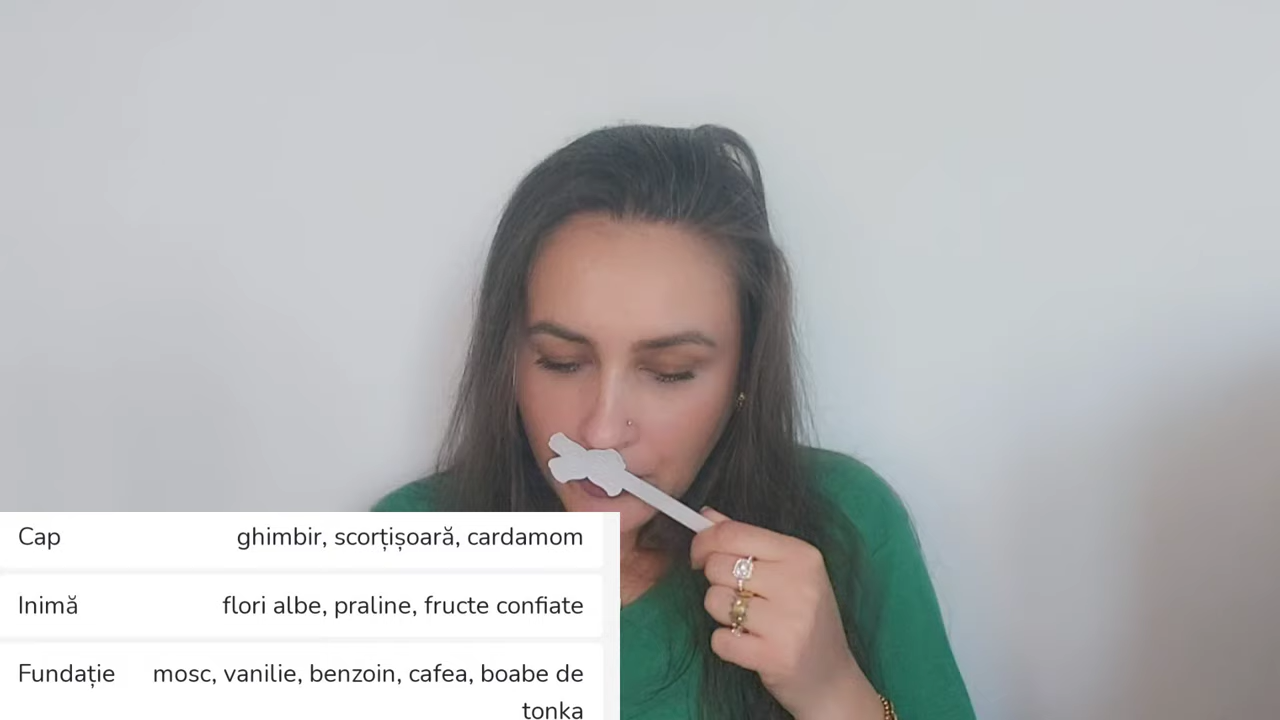 Cap ghimbir, scorțișoară, cardamom
Inimă flori albe, praline, fructe confiate
Fundație mosc, vanilie, benzoin, cafea, boabe de
tonka